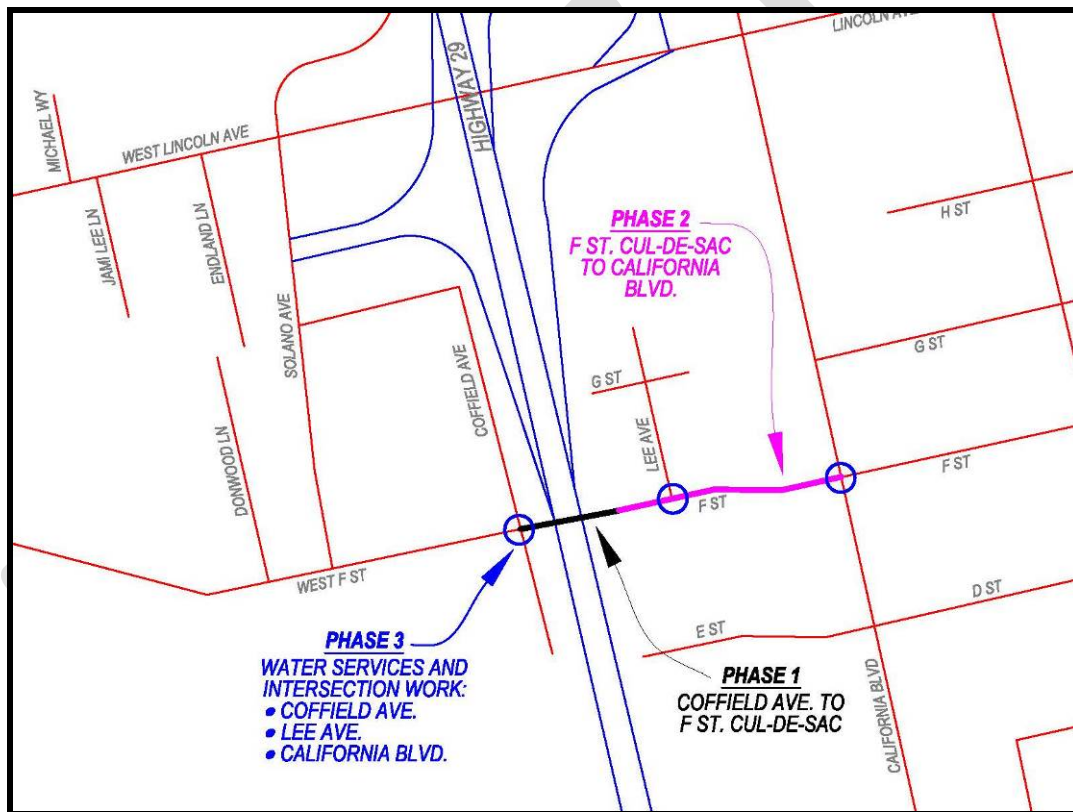 LINCOLN AVE
HIGHWAY 29
MICHAEL WY
WEST LINCOLN AVE
JAMI LEE LN
ENDLAND LN
SOLANO AVE
H ST
PHASE 2
F ST. CUL-DE-SAC
TO CALIFORNIA
BLVD.
G ST
G ST
COFFIELD AVE
LEE AVE
DONWOOD LN
F ST
F ST
WEST F ST
D ST
E ST
PHASE 3
WATER SERVICES AND
INTERSECTION WORK:
• COFFIELD AVE.
• LEE AVE.
• CALIFORNIA BLVD.
PHASE 1
COFFIELD AVE. TO
F ST. CUL-DE-SAC
CALIFORNIA BLVD